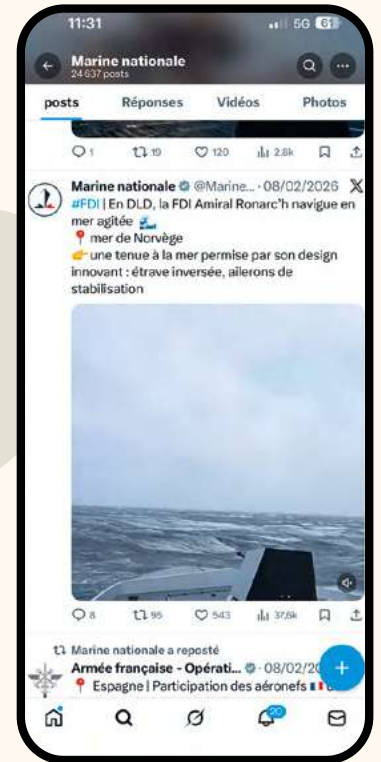 11:31 5G 61
Marine nationale
24 637 posts
posts Réponses Vidéos Photos
1 19 120 2.8k
Marine nationale @Marine... · 08/02/2026
#FDI | En DLD, la FDI Amiral Ronarc'h navigue en
mer agitée
mer de Norvège
une tenue à la mer permise par son design
innovant : étrave inversée, ailerons de
stabilisation
8 95 543 37,6k
Marine nationale a reposté
Armée française - Opérati... · 08/02/20
Espagne | Participation des aéronefs
20